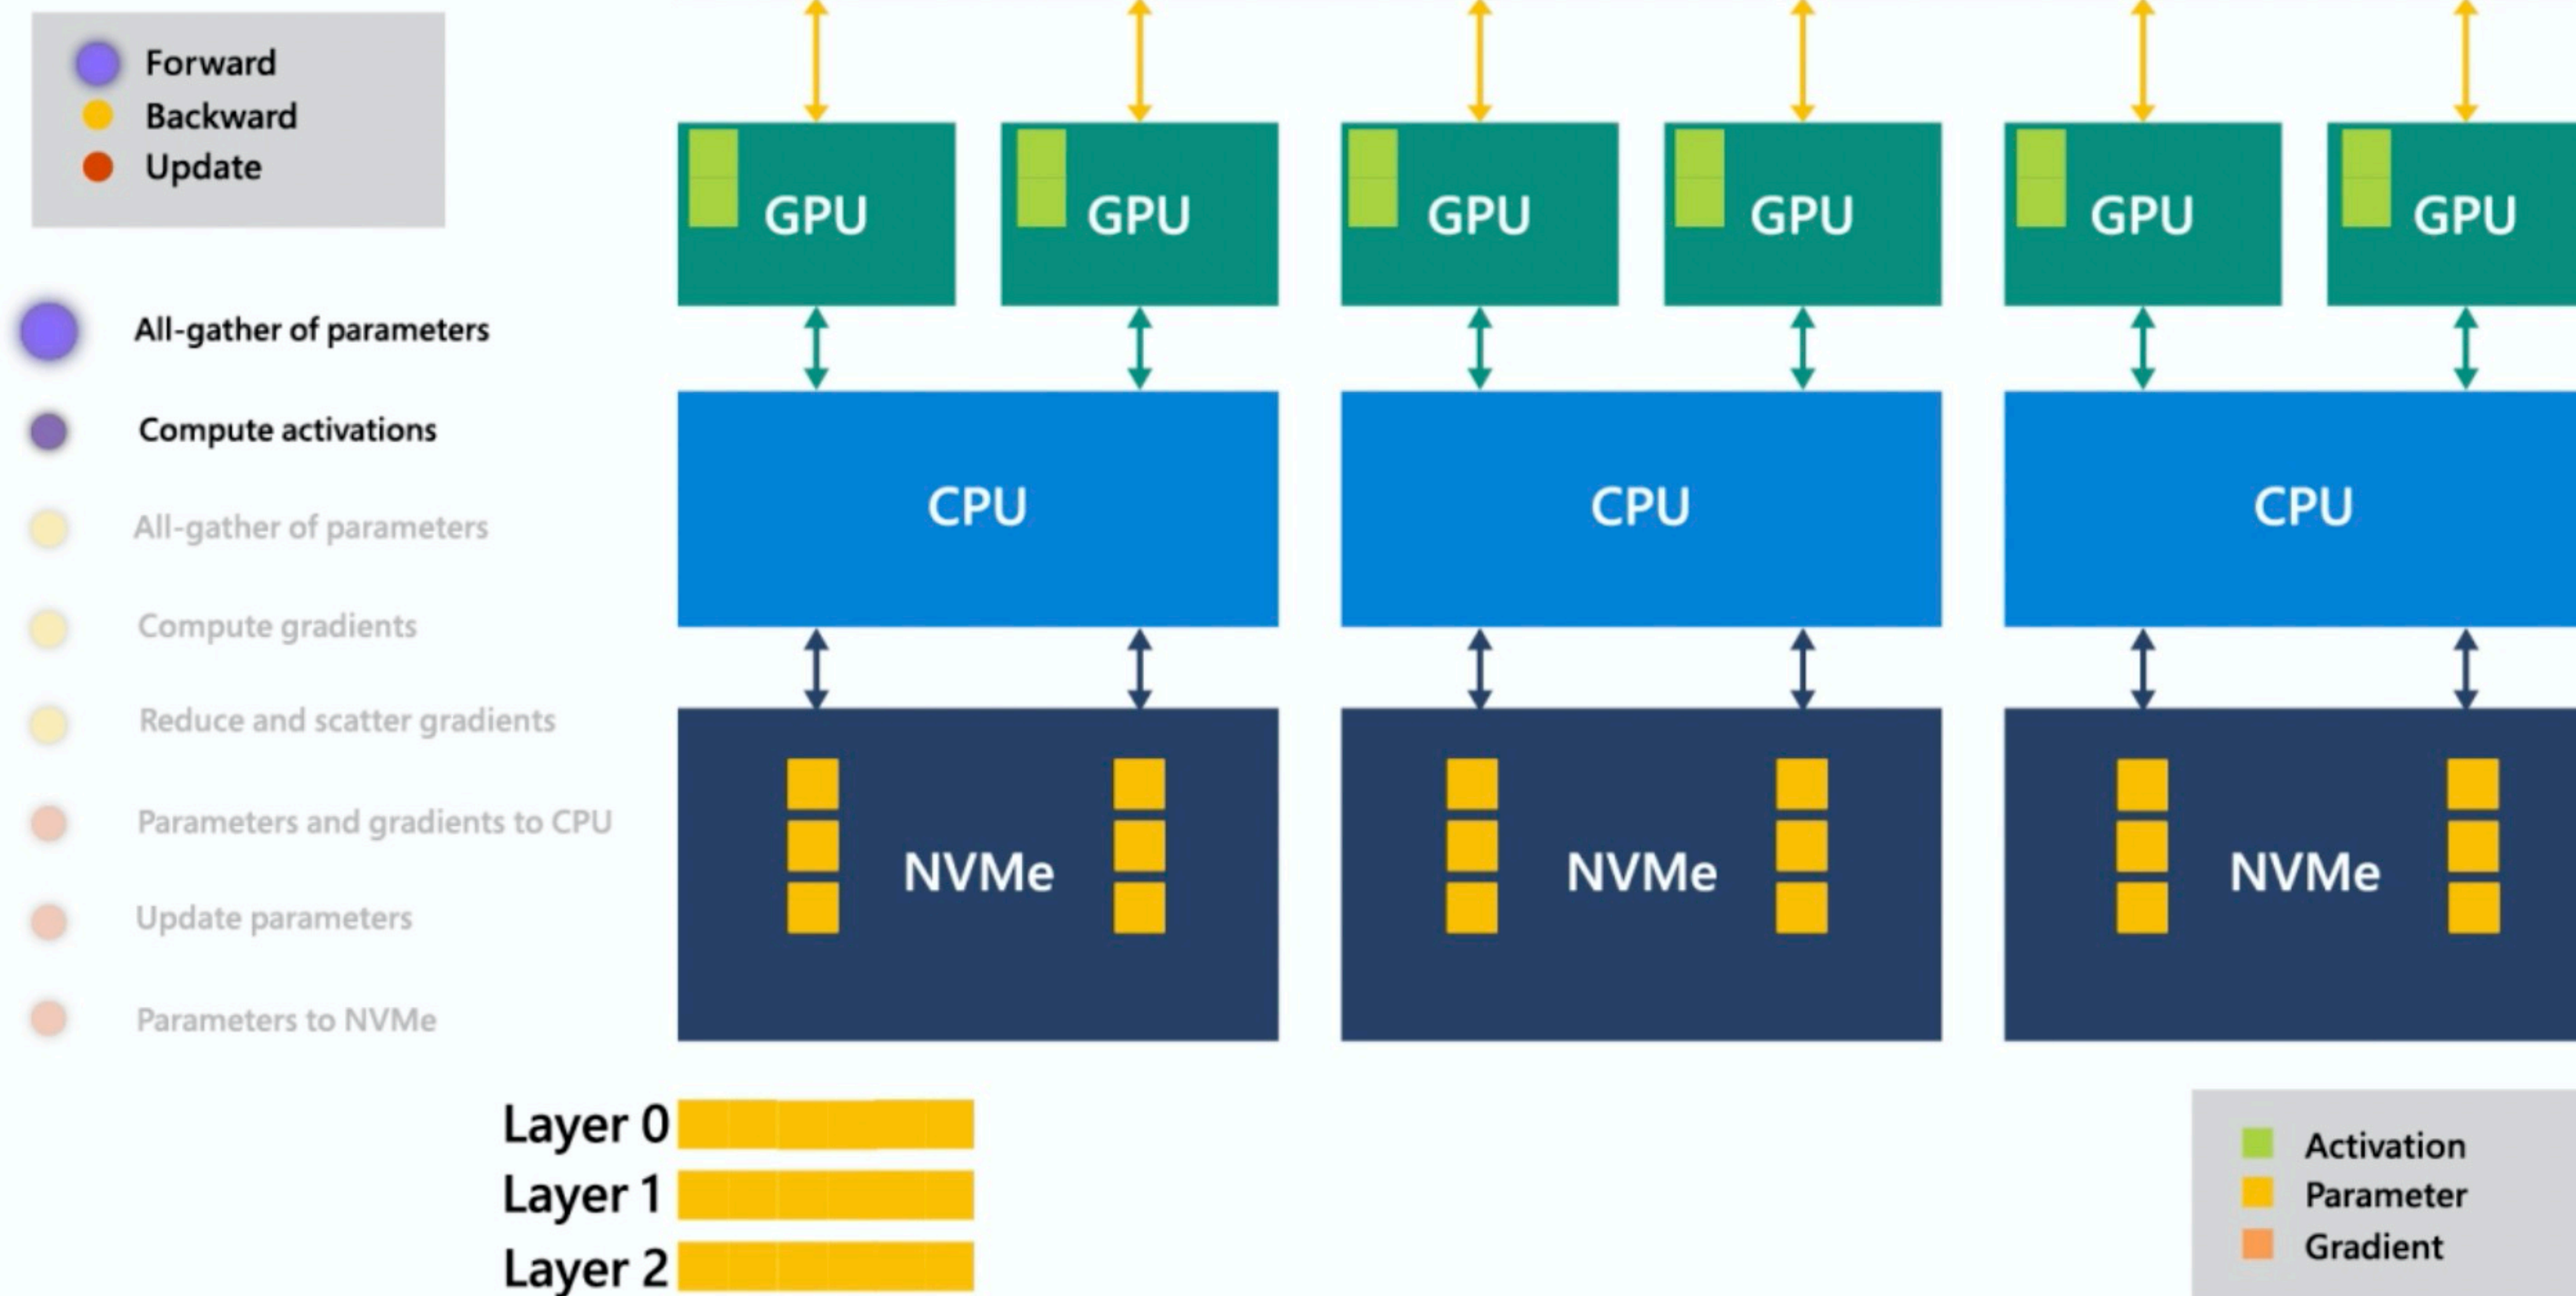 Forward
Backward
Update
All-gather of parameters
Compute activations
All-gather of parameters
Compute gradients
Reduce and scatter gradients
Parameters and gradients to CPU
Update parameters
Parameters to NVMe
GPU GPU GPU GPU GPU GPU
CPU CPU CPU
NVMe NVMe NVMe
Layer 0
Layer 1
Layer 2
Activation
Parameter
Gradient